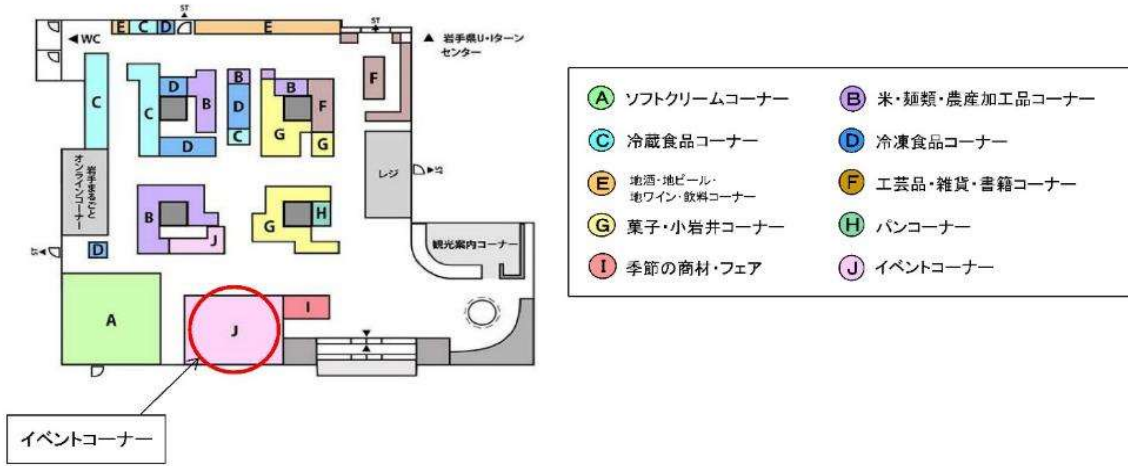 ST
ST
◀ WC
E
C
D
E
▲ 岩手県U・Iターン
センター
C
C
D
B
D
B
D
C
B
G
F
G
F
岩手まるごと
オンラインコーナー
レジ
ST
B
J
G
H
ST
D
観光案内コーナー
A
J
I
イベントコーナー
A ソフトクリームコーナー
B 米・麺類・農産加工品コーナー
C 冷蔵食品コーナー
D 冷凍食品コーナー
E 地酒・地ビール・
地ワイン・飲料コーナー
F 工芸品・雑貨・書籍コーナー
G 菓子・小岩井コーナー
H パンコーナー
I 季節の商材・フェア
J イベントコーナー